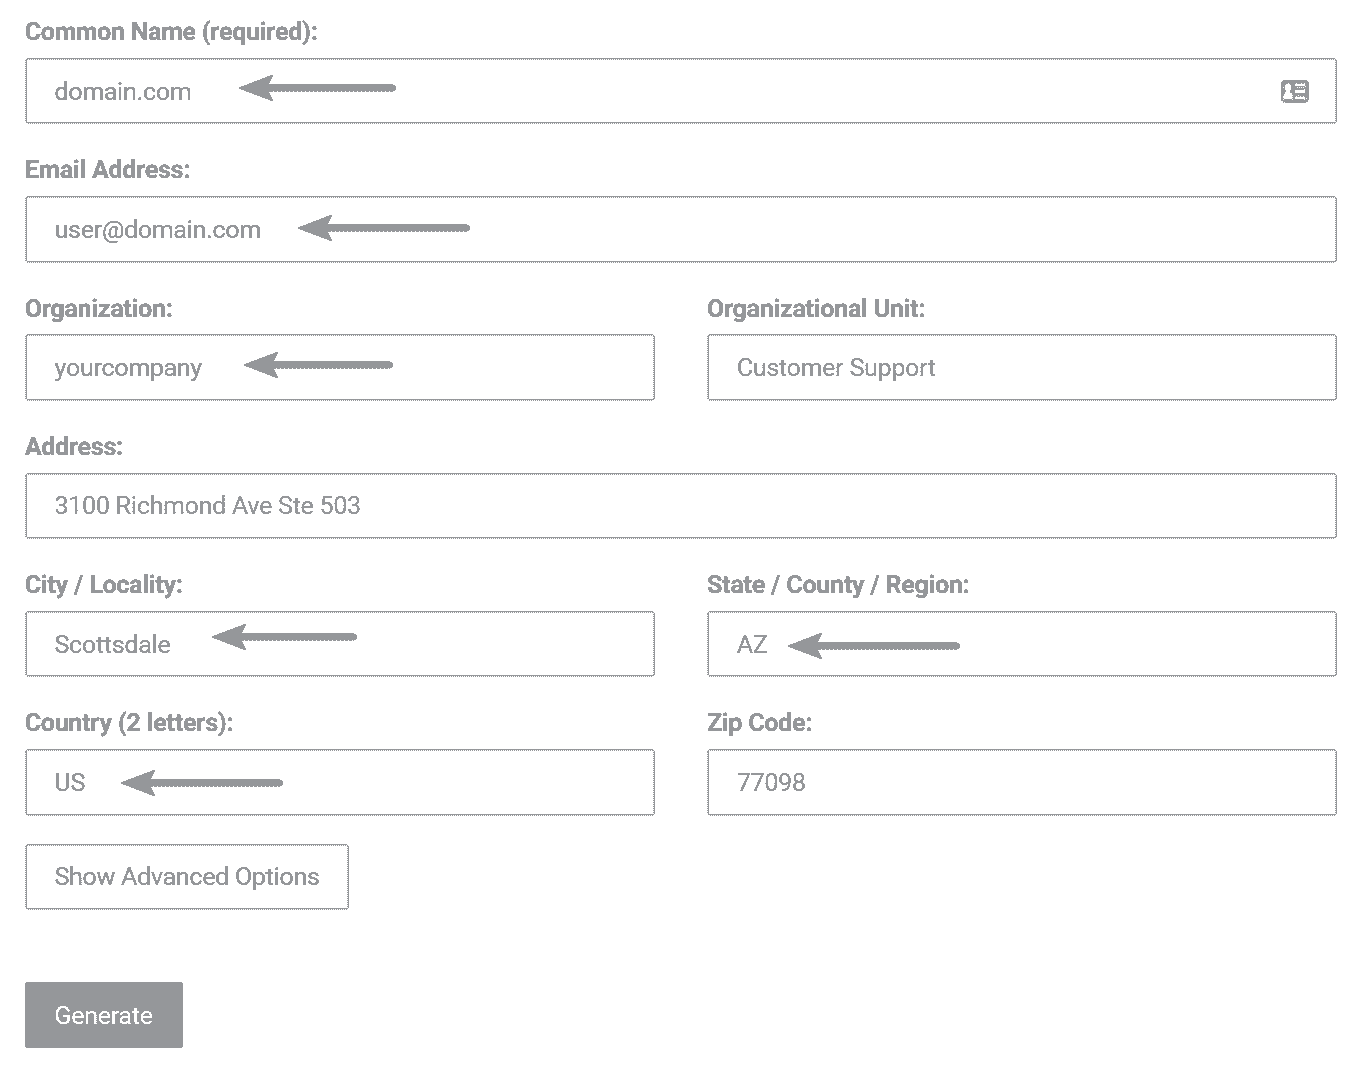 Common Name (required):
domain.com
Email Address:
user@domain.com
Organization:
Organizational Unit:
yourcompany
Customer Support
Address:
3100 Richmond Ave Ste 503
City / Locality:
State / County / Region:
Scottsdale
AZ
Country (2 letters):
Zip Code:
US
77098
Show Advanced Options
Generate